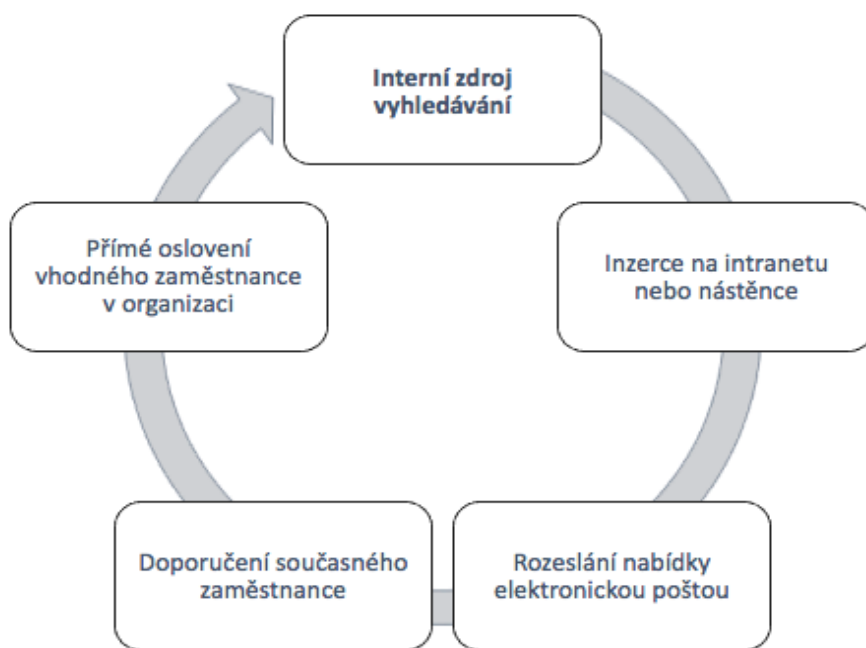 Interní zdroj
vyhledávání
Přímé oslovení
vhodného zaměstnance
v organizaci
Inzerce na intranetu
nebo nástěnce
Doporučení současného
zaměstnance
Rozeslání nabídky
elektronickou poštou